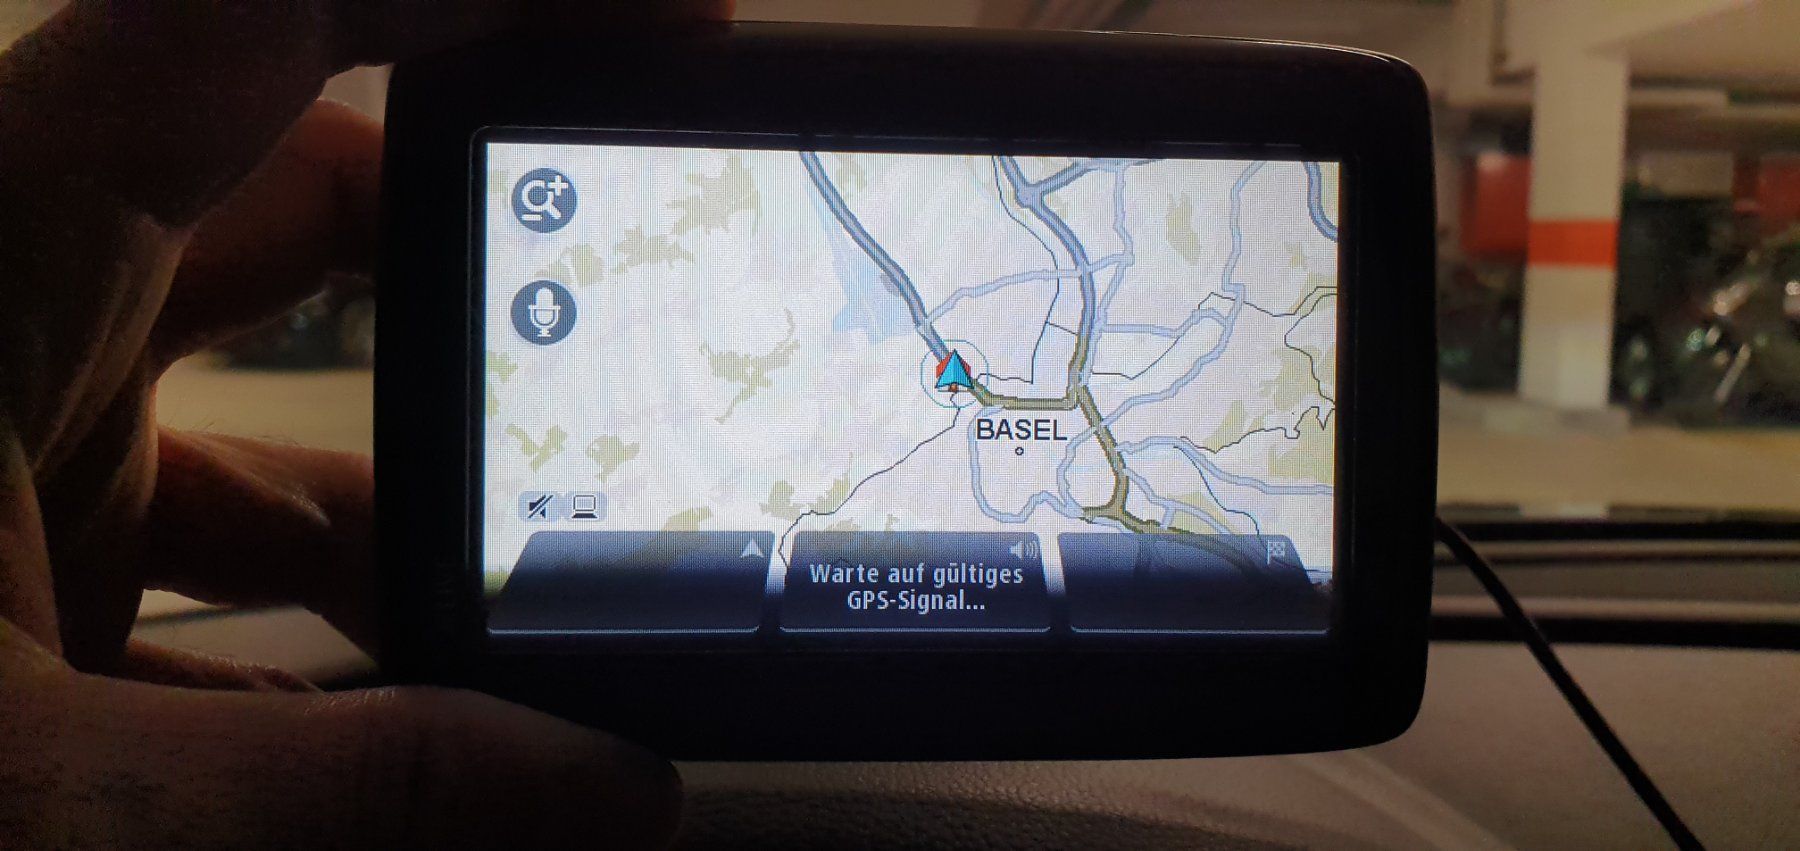 BASEL
Warte auf gültiges
GPS-Signal...